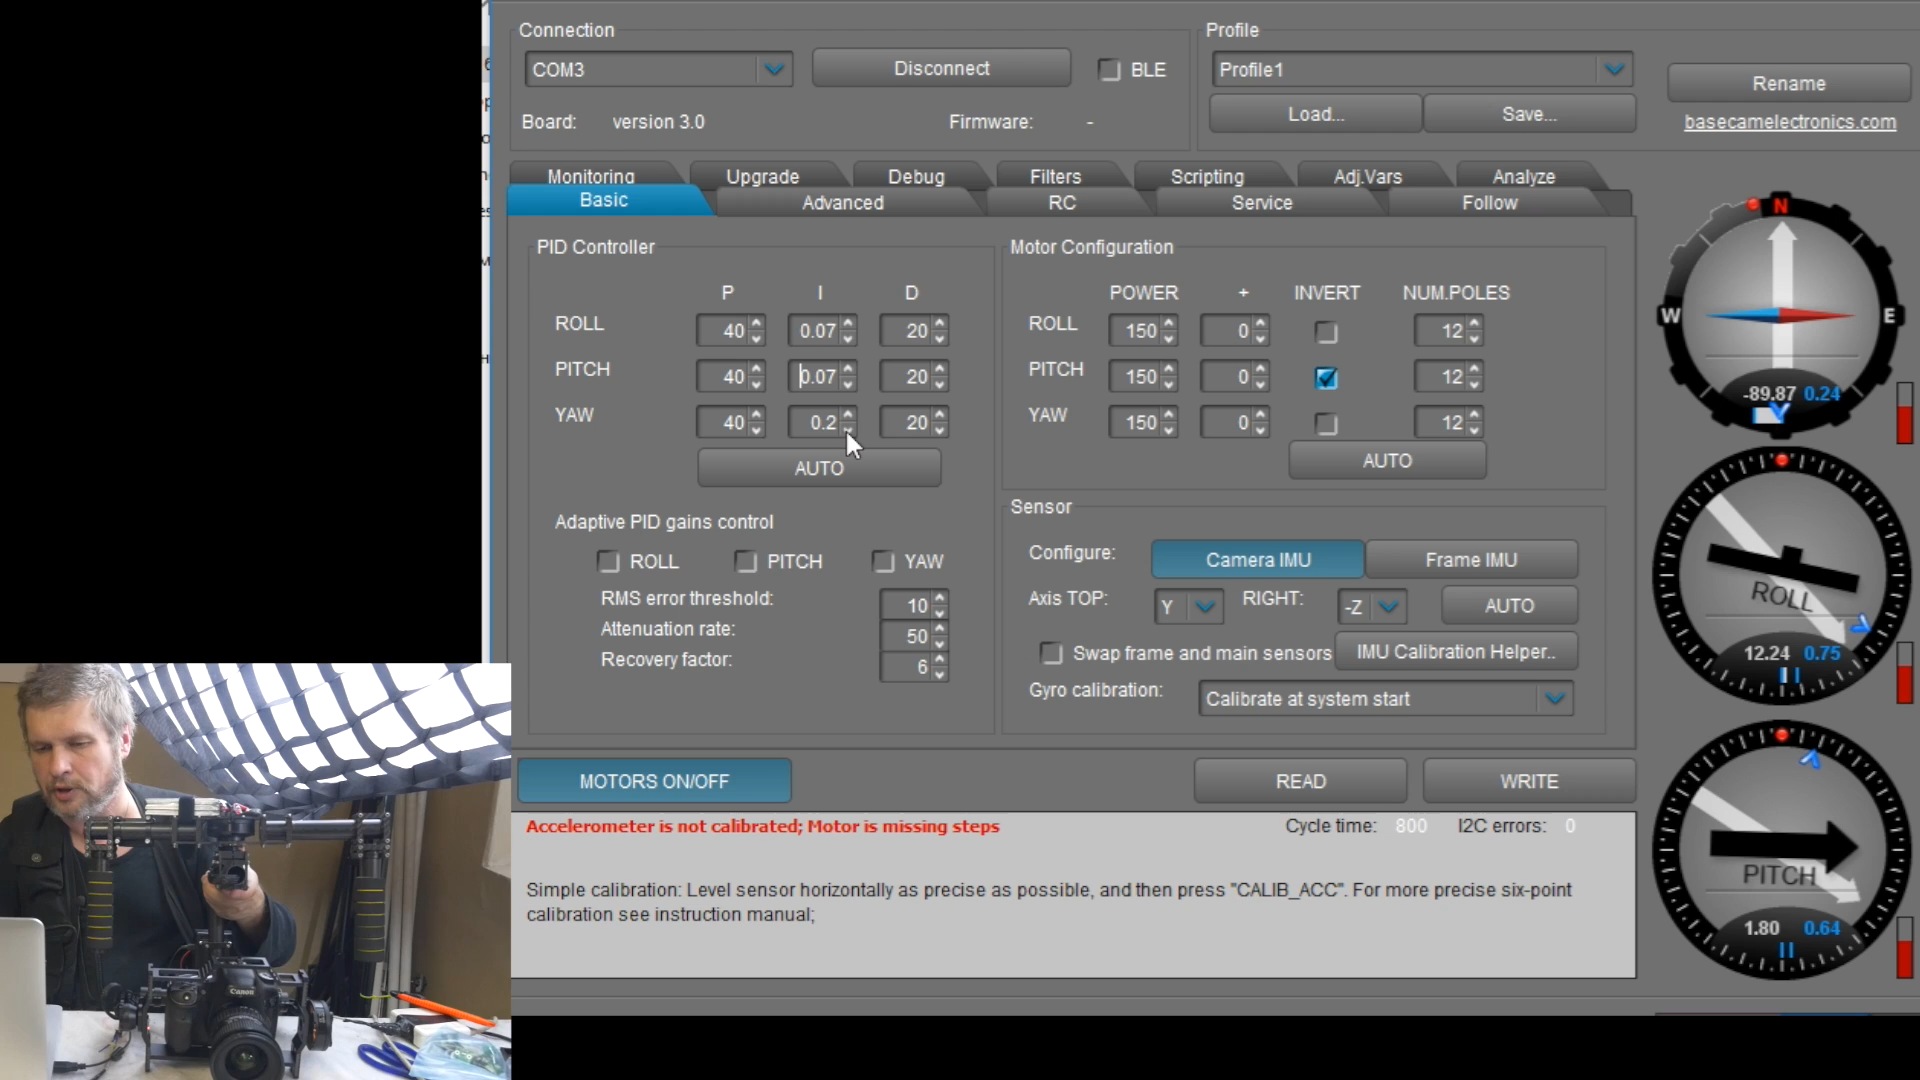 Connection
COM3
Disconnect
BLE
Board: version 3.0 Firmware: -
Profile
Profile1
Load...
Save...
Rename
basecamelectronics.com
Monitoring Upgrade Debug Filters Scripting Adj.Vars Analyze
Basic Advanced RC Service Follow
PID Controller
P I D
ROLL 40 0.07 20
PITCH 40 0.07 20
YAW 40 0.2 20
AUTO
Adaptive PID gains control
ROLL PITCH YAW
RMS error threshold: 10
Attenuation rate: 50
Recovery factor: 6
Motor Configuration
POWER + INVERT NUM.POLES
ROLL 150 0 12
PITCH 150 0 12
YAW 150 0 12
AUTO
Sensor
Configure: Camera IMU Frame IMU
Axis TOP: Y RIGHT: -Z AUTO
Swap frame and main sensors IMU Calibration Helper..
Gyro calibration: Calibrate at system start
MOTORS ON/OFF
READ
WRITE
Accelerometer is not calibrated; Motor is missing steps
Cycle time: 800 I2C errors: 0
Simple calibration: Level sensor horizontally as precise as possible, and then press "CALIB_ACC". For more precise six-point
calibration see instruction manual;
N
W E
-89.87 0.24
ROLL
12.24 0.75
PITCH
1.80 0.64
Canon